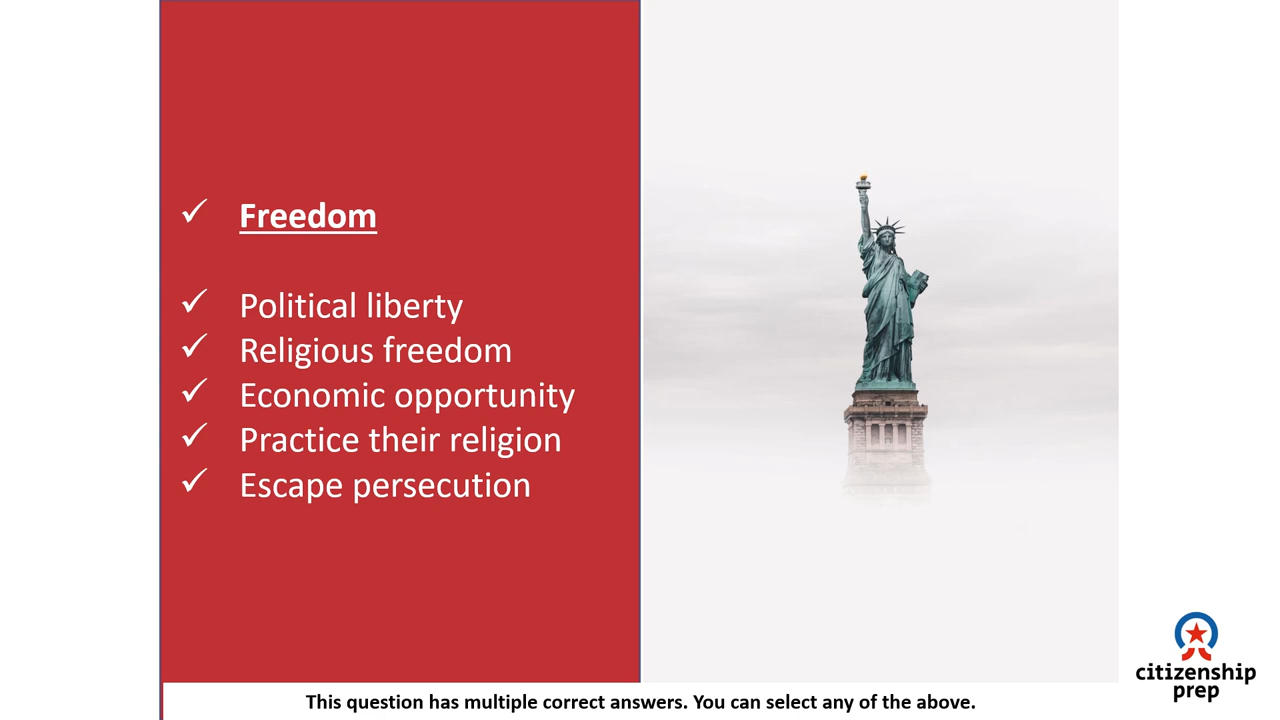 ✓ Freedom
✓ Political liberty
✓ Religious freedom
✓ Economic opportunity
✓ Practice their religion
✓ Escape persecution
This question has multiple correct answers. You can select any of the above.
citizenship
prep